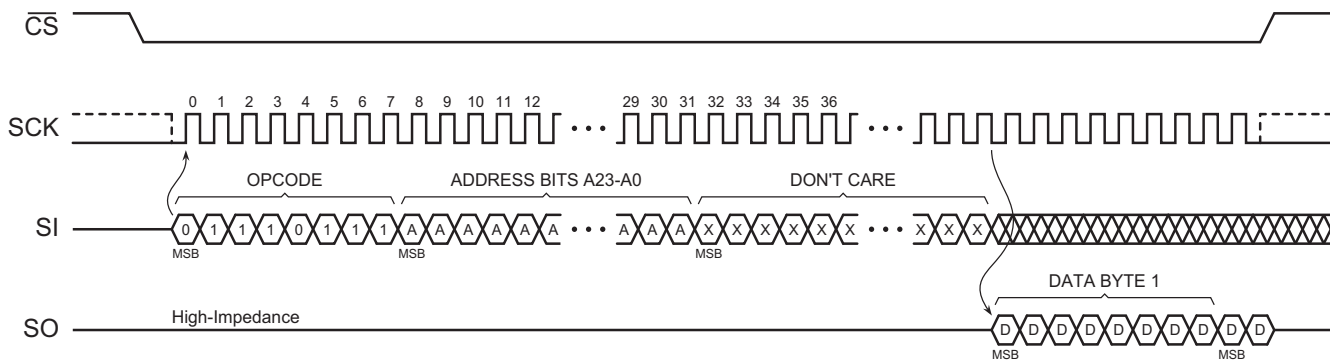 CS
0 1 2 3 4 5 6 7 8 9 10 11 12 29 30 31 32 33 34 35 36
SCK
OPCODE ADDRESS BITS A23-A0 DON'T CARE
SI 0 1 1 1 0 1 1 1 A A A A A A A A A X X X X X X X X X
MSB MSB MSB
DATA BYTE 1
High-Impedance
SO D D D D D D D D D D
MSB MSB